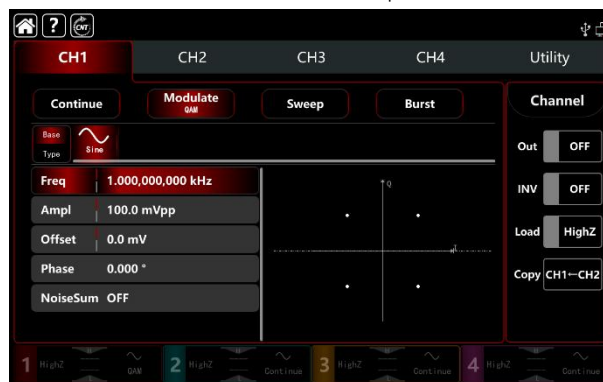 ? CNT
CH1 CH2 CH3 CH4 Utility
Continue Modulate QAM Sweep Burst Channel
Base Type Sine
Out OFF
Freq 1.000,000,000 kHz
INV OFF
Ampl 100.0 mVpp
Offset 0.0 mV
Load HighZ
Phase 0.000 °
Copy CH1←CH2
NoiseSum OFF
Q
I
1 HighZ QAM 2 HighZ Continue 3 HighZ Continue 4 HighZ Continue